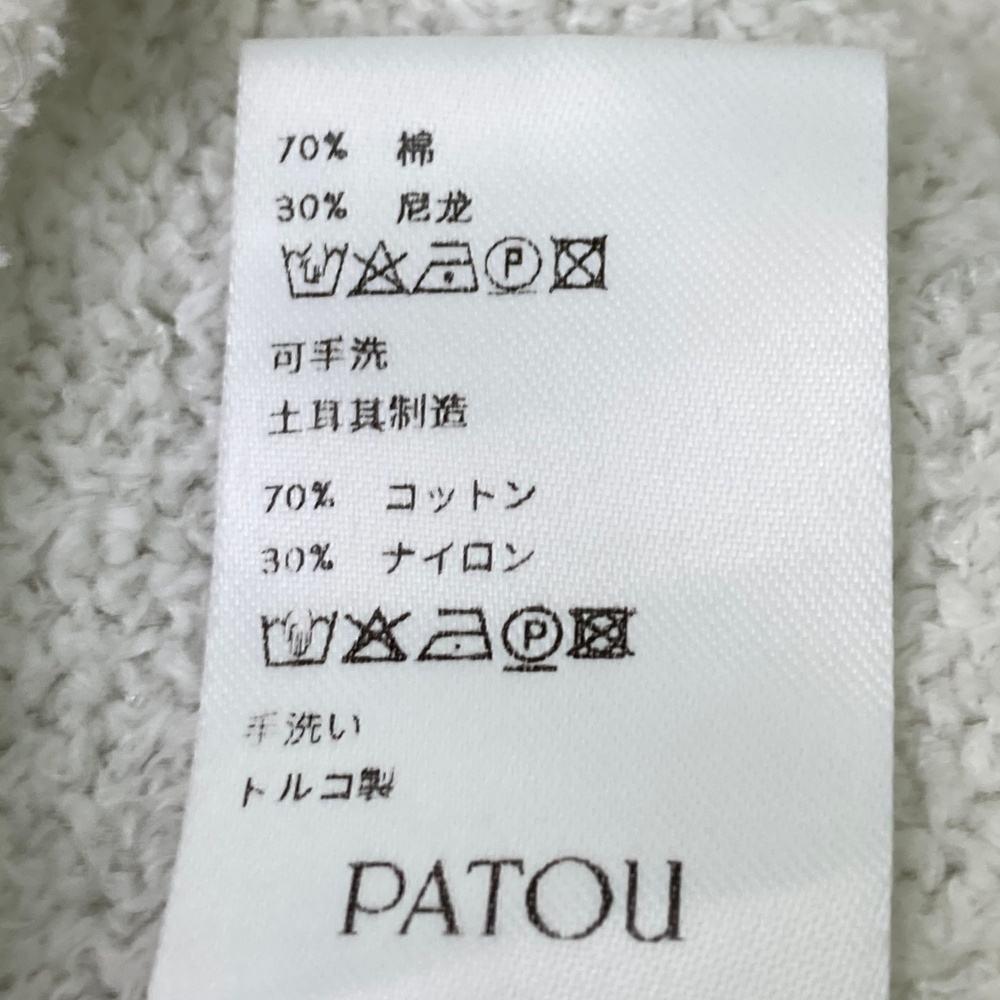 70% 棉
30% 尼龙
P
可手洗
土耳其制造
70% コットン
30% ナイロン
P
手洗い
トルコ製
PATOU